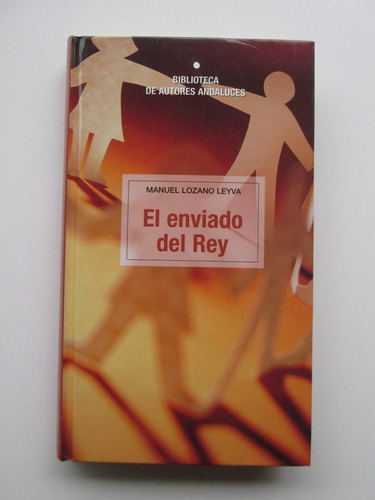 BIBLIOTECA
DE AUTORES ANDALUCES
MANUEL LOZANO LEYVA
El enviado
del Rey